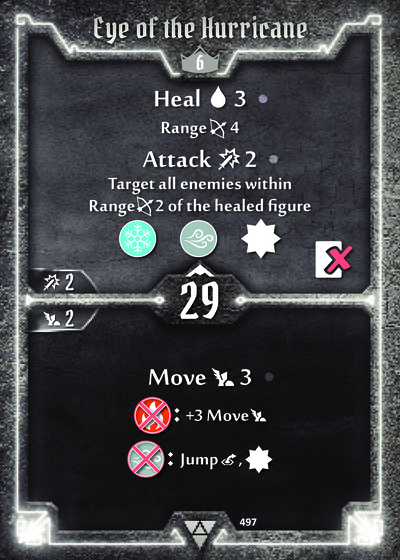 Eye of the Hurricane
6
Heal 3
Range 4
Attack 2
Target all enemies within
Range 2 of the healed figure
2
29
2
Move 3
: +3 Move
: Jump ,
497